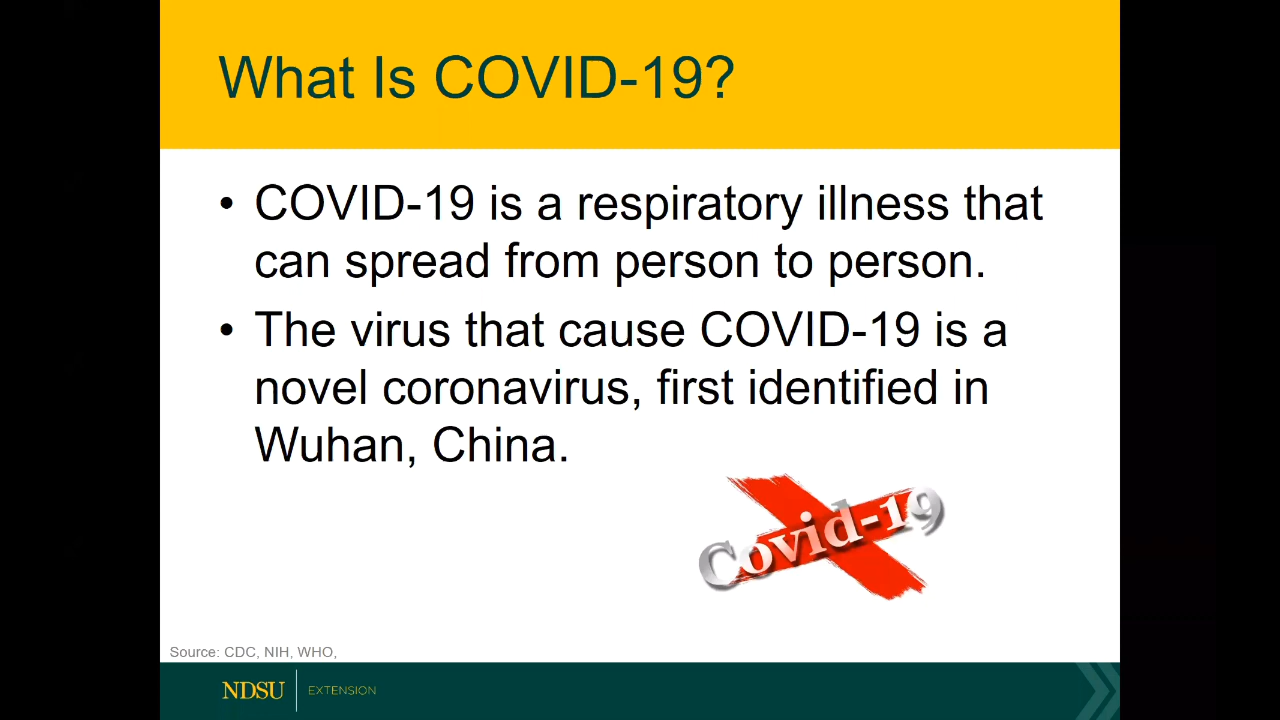 What Is COVID-19?
• COVID-19 is a respiratory illness that
can spread from person to person.
• The virus that cause COVID-19 is a
novel coronavirus, first identified in
Wuhan, China.
Covid-19
Source: CDC, NIH, WHO,
NDSU EXTENSION